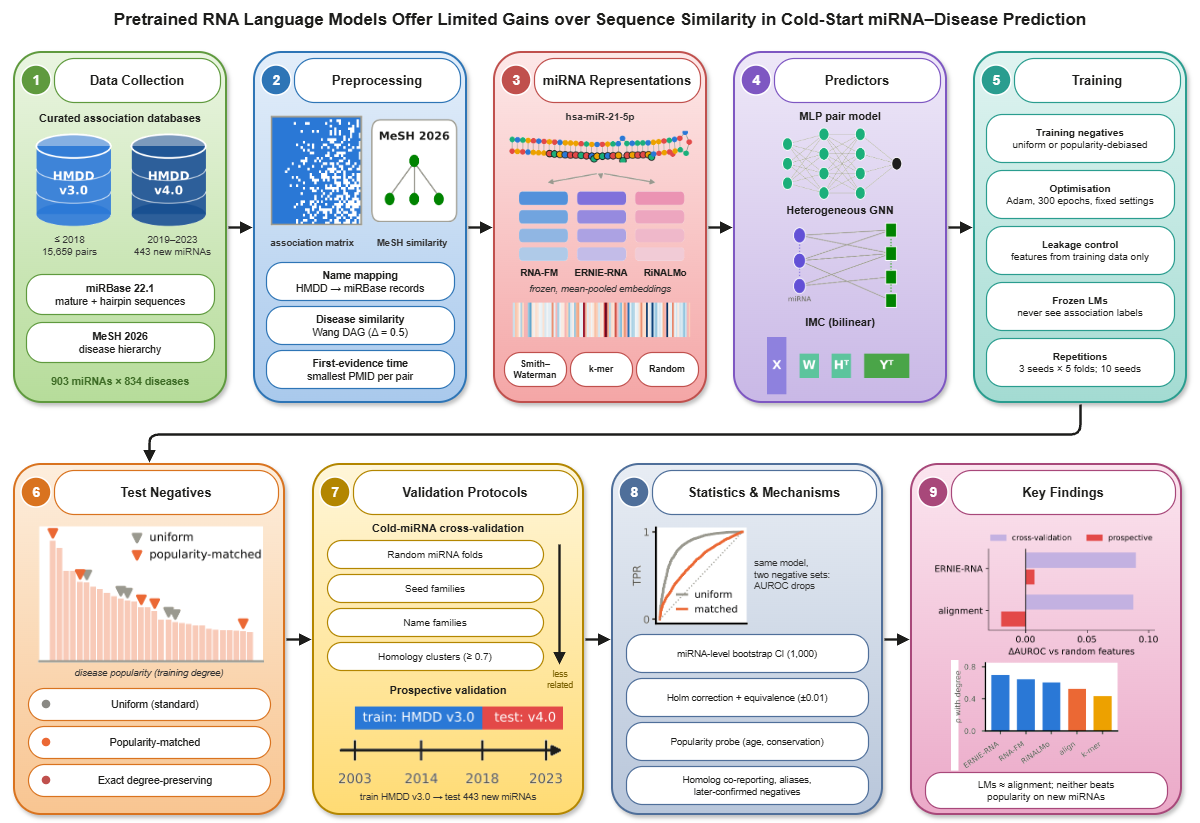 Pretrained RNA Language Models Offer Limited Gains over Sequence Similarity in Cold-Start miRNA–Disease Prediction
1
Data Collection
Curated association databases
HMDD
v3.0
HMDD
v4.0
≤ 2018
15,659 pairs
2019–2023
443 new miRNAs
miRBase 22.1
mature + hairpin sequences
MeSH 2026
disease hierarchy
903 miRNAs × 834 diseases
2
Preprocessing
MeSH 2026
association matrix
MeSH similarity
Name mapping
HMDD → miRBase records
Disease similarity
Wang DAG (Δ = 0.5)
First-evidence time
smallest PMID per pair
3
miRNA Representations
hsa-miR-21-5p
RNA-FM
ERNIE-RNA
RiNALMo
frozen, mean-pooled embeddings
Smith–
Waterman
k-mer
Random
4
Predictors
MLP pair model
Heterogeneous GNN
miRNA
IMC (bilinear)
X
W
Hᵀ
Yᵀ
5
Training
Training negatives
uniform or popularity-debiased
Optimisation
Adam, 300 epochs, fixed settings
Leakage control
features from training data only
Frozen LMs
never see association labels
Repetitions
3 seeds × 5 folds; 10 seeds
6
Test Negatives
uniform
popularity-matched
disease popularity (training degree)
Uniform (standard)
Popularity-matched
Exact degree-preserving
7
Validation Protocols
Cold-miRNA cross-validation
Random miRNA folds
Seed families
Name families
Homology clusters (≥ 0.7)
less
related
Prospective validation
train: HMDD v3.0
test: v4.0
2003
2014
2018
2023
train HMDD v3.0 → test 443 new miRNAs
8
Statistics & Mechanisms
1
TPR
0
uniform
matched
same model,
two negative sets:
AUROC drops
miRNA-level bootstrap CI (1,000)
Holm correction + equivalence (±0.01)
Popularity probe (age, conservation)
Homolog co-reporting, aliases,
later-confirmed negatives
9
Key Findings
cross-validation
prospective
ERNIE-RNA
alignment
0.00
0.05
0.10
ΔAUROC vs random features
ρ with degree
0.8
0.4
0.0
ERNIE-RNA
RNA-FM
RiNALMo
align
k-mer
LMs ≈ alignment; neither beats
popularity on new miRNAs